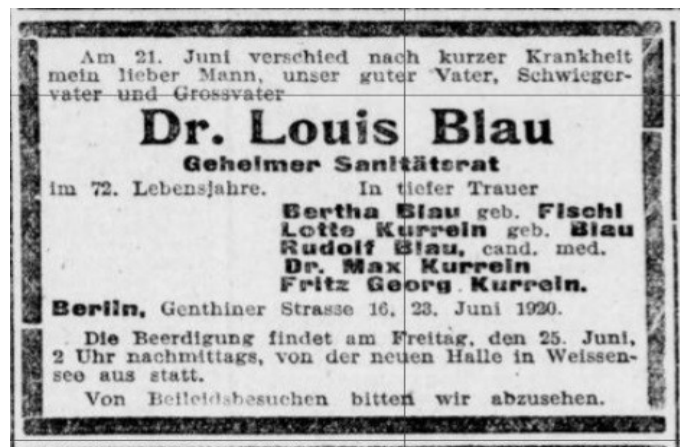 Am 21. Juni verschied nach kurzer Krankheit
mein lieber Mann, unser guter Vater, Schwieger-
vater und Grossvater
Dr. Louis Blau
Geheimer Sanitätsrat
im 72. Lebensjahre. In tiefer Trauer
Bertha Blau geb. Fischl
Lotte Kurrein geb. Blau
Rudolf Blau, cand. med.
Dr. Max Kurrein
Fritz Georg Kurrein.
Berlin, Genthiner Strasse 16, 23. Juni 1920.
Die Beerdigung findet am Freitag, den 25. Juni,
2 Uhr nachmittags, von der neuen Halle in Weissen-
see aus statt.
Von Beileidsbesuchen bitten wir abzusehen.